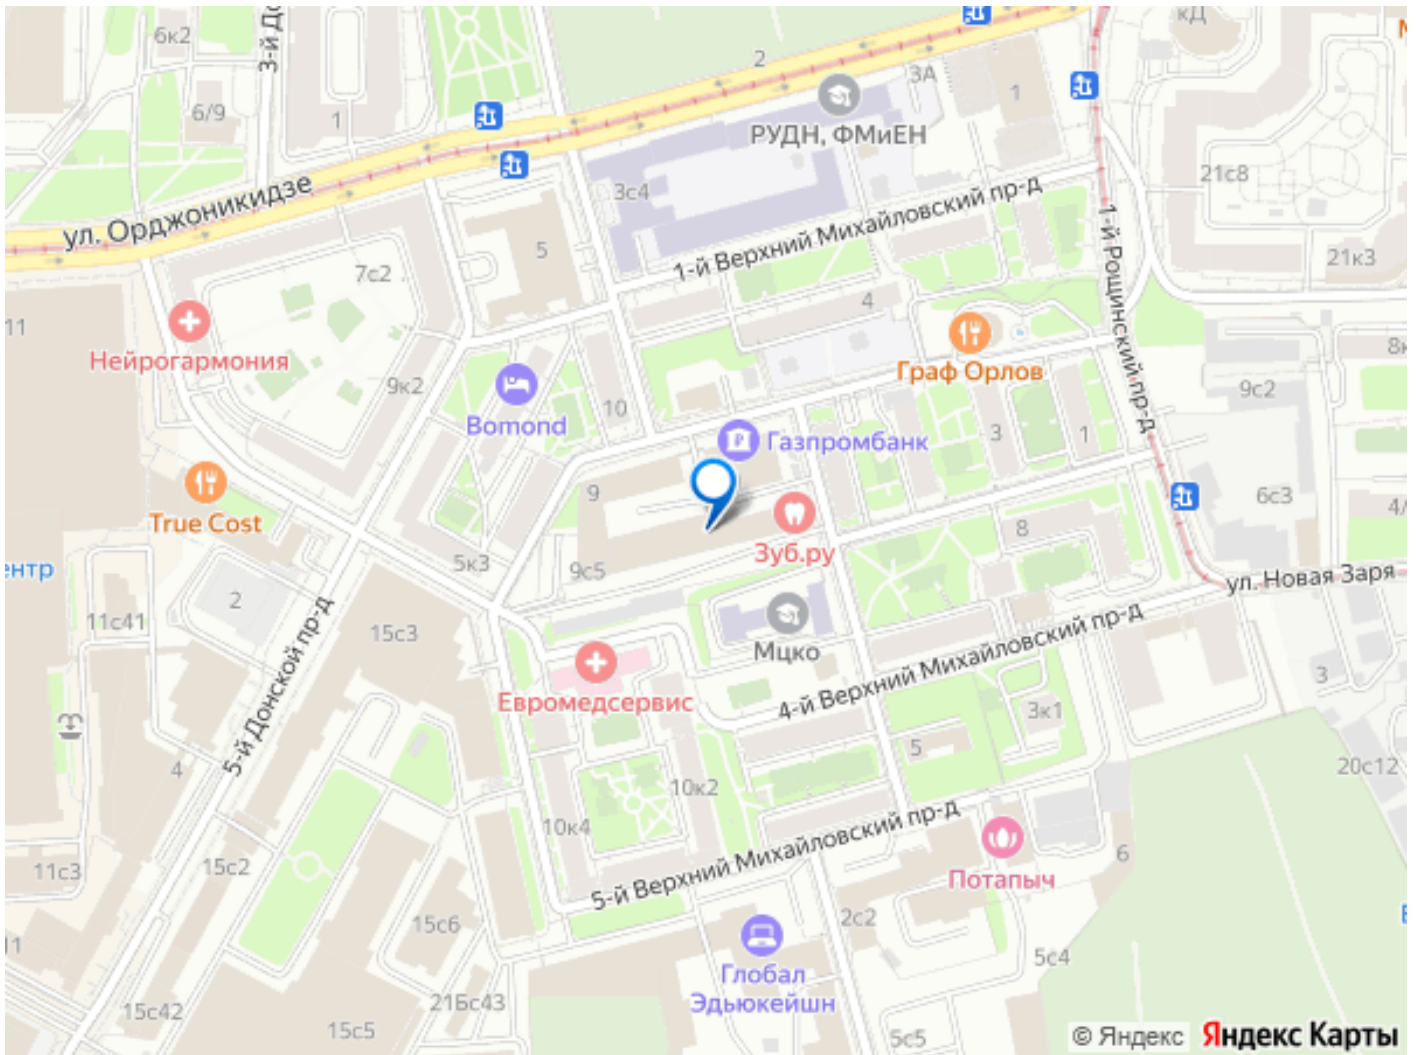 6к2
3-й До
кД
2
3А
6/9
1
1
РУДН, ФМиЕН
21с8
3с4
ул. Орджоникидзе
1-й Верхний Михайловский пр-д
5
7с2
21к3
1-й Рощинский пр-д
4
11
Нейрогармония
8к
Граф Орлов
9к2
9с2
10
Bomond
3
1
Газпромбанк
9
6с3
4/
True Cost
8
Зуб.ру
5к3
9с5
ентр
ул. Новая Заря
2
11с41
15с3
Мцко
4-й Верхний Михайловский пр-д
3
Евромедсервис
3к1
5-й Донской пр-д
5
4
20с12
10к2
10к4
5-й Верхний Михайловский пр-д
6
11с3
15с2
Потапыч
15с6
2с2
11
5с4
Глобал
Эдьюкейшн
21Бс43
15с42
15с5
5с5
© Яндекс
Яндекс Карты